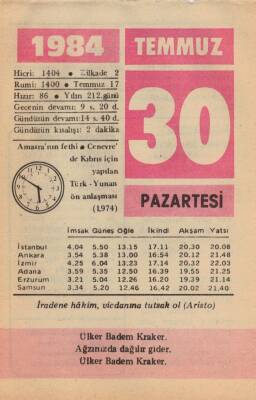 1984
TEMMUZ
Hicri: 1404 • Zilkade 2
Rumi: 1400 • Temmuz 17
Hızır: 86 • Yılın 212. günü
Gecenin devamı: 9 s. 20 d.
Gündüzün devamı: 14 s. 40 d.
Gündüzün kısalışı: 2 dakika
30
Amasra'nın fethi • Cenevre'
de Kıbrıs için
yapılan
Türk - Yunan
ön anlaşması
(1974)
PAZARTESİ
İmsak Güneş Öğle İkindi Akşam Yatsı
İstanbul 4.04 5.50 13.15 17.11 20.30 20.08
Ankara 3.54 5.38 13.00 16.54 20.12 21.48
İzmir 4.25 6.04 13.23 17.14 20.32 22.03
Adana 3.59 5.35 12.50 16.39 19.55 21.25
Erzurum 3.21 5.04 12.26 16.20 19.39 21.14
Samsun 3.34 5.20 12.46 16.42 20.02 21.40
İradene hâkim, vicdanına tutsak ol (Aristo)
Ülker Badem Kraker.
Ağzınızda dağılır gider.
Ülker Badem Kraker.